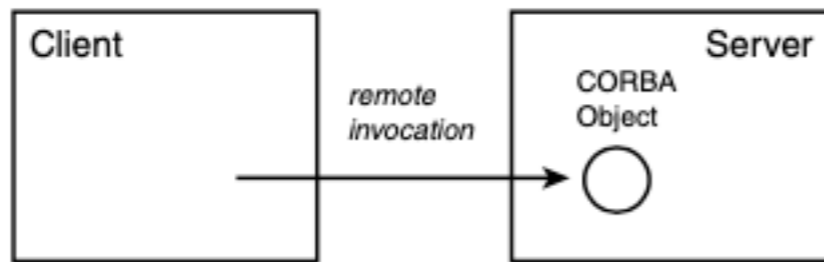 Client
remote
invocation
Server
CORBA
Object